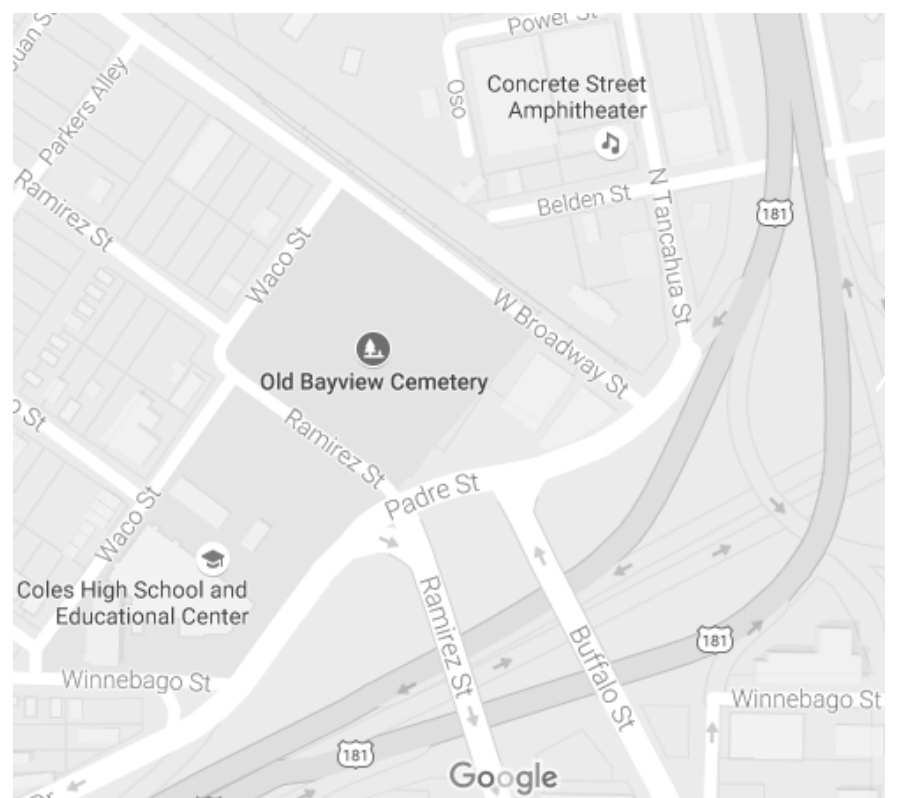 Power St
Parkers Alley
Oso
Concrete Street
Amphitheater
Ramirez St
Belden St
N Tancahua St
181
Waco St
W Broadway St
Old Bayview Cemetery
Ramirez St
Padre St
Waco St
Coles High School and
Educational Center
Ramirez St
Buffalo St
181
Winnebago St
Winnebago St
181
Google